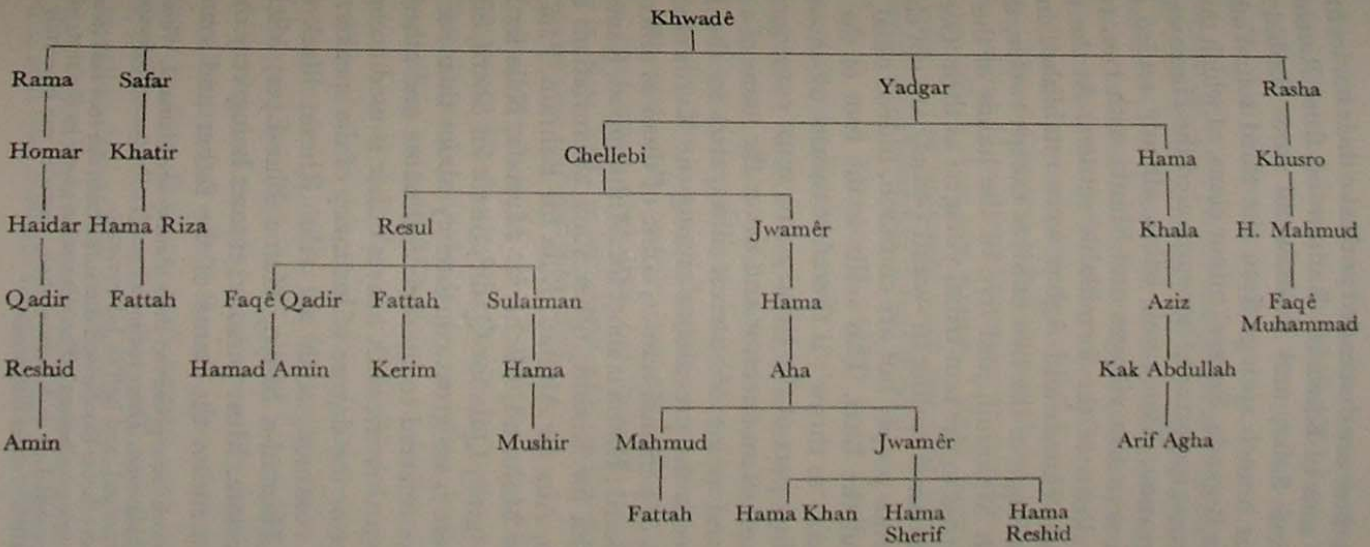 Khwadê
Rama Safar Yadgar Rasha
Homar Khatir Chellebi Hama Khusro
Haidar Hama Riza Resul Jwamêr Khala H. Mahmud
Qadir Fattah Faqê Qadir Fattah Sulaiman Hama Aziz Faqê
Muhammad
Reshid Hamad Amin Kerim Hama Aha Kak Abdullah
Amin Mushir Mahmud Jwamêr Arif Agha
Fattah Hama Khan Hama Hama
Sherif Reshid